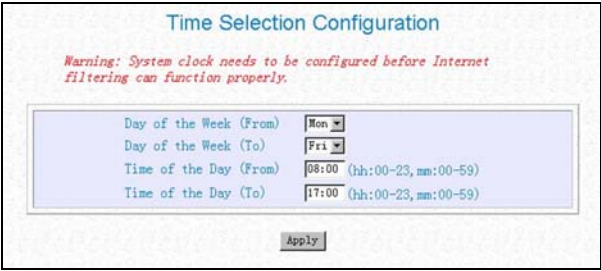 Time Selection Configuration
Warning: System clock needs to be configured before Internet
filtering can function properly.
Day of the Week (From) Mon
Day of the Week (To) Fri
Time of the Day (From) 08:00 (hh:00-23,mm:00-59)
Time of the Day (To) 17:00 (hh:00-23,mm:00-59)
Apply